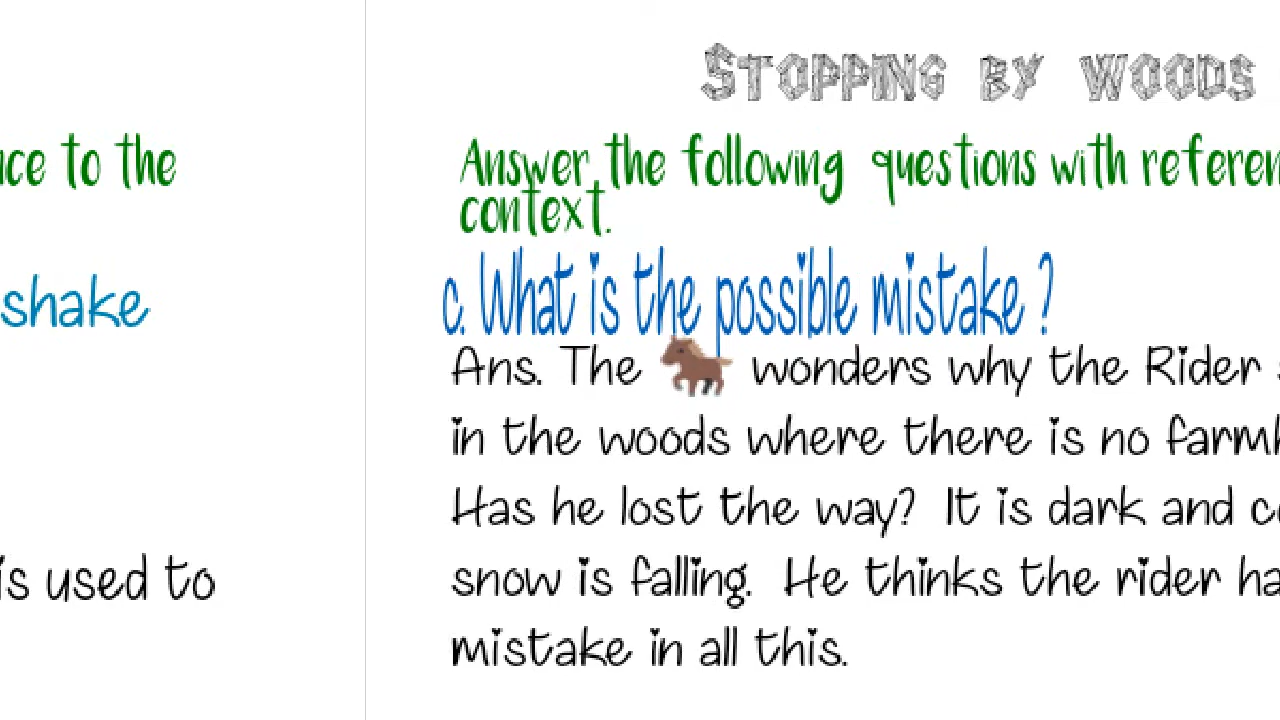 nce to the
shake
is used to
Stopping by woods
Answer the following questions with referen
context.
c. What is the possible mistake ?
Ans. The wonders why the Rider
in the woods where there is no farmh
Has he lost the way? It is dark and co
snow is falling. He thinks the rider ha
mistake in all this.